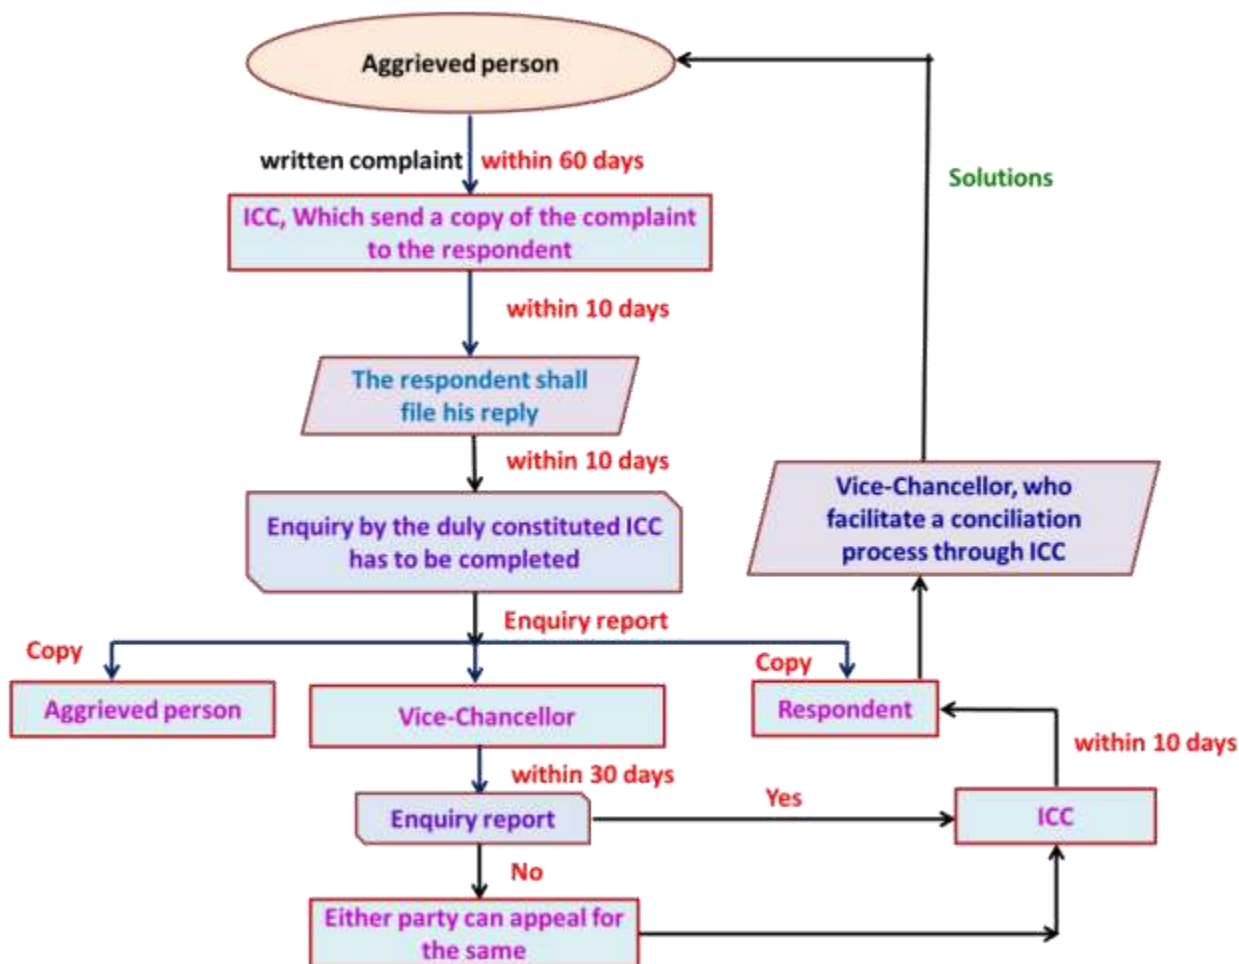 Aggrieved person
written complaint within 60 days
Solutions
ICC, Which send a copy of the complaint
to the respondent
within 10 days
The respondent shall
file his reply
within 10 days
Vice-Chancellor, who
facilitate a conciliation
process through ICC
Enquiry by the duly constituted ICC
has to be completed
Enquiry report
Copy
Copy
Aggrieved person
Vice-Chancellor
Respondent
within 10 days
within 30 days
Enquiry report
Yes
ICC
No
Either party can appeal for
the same